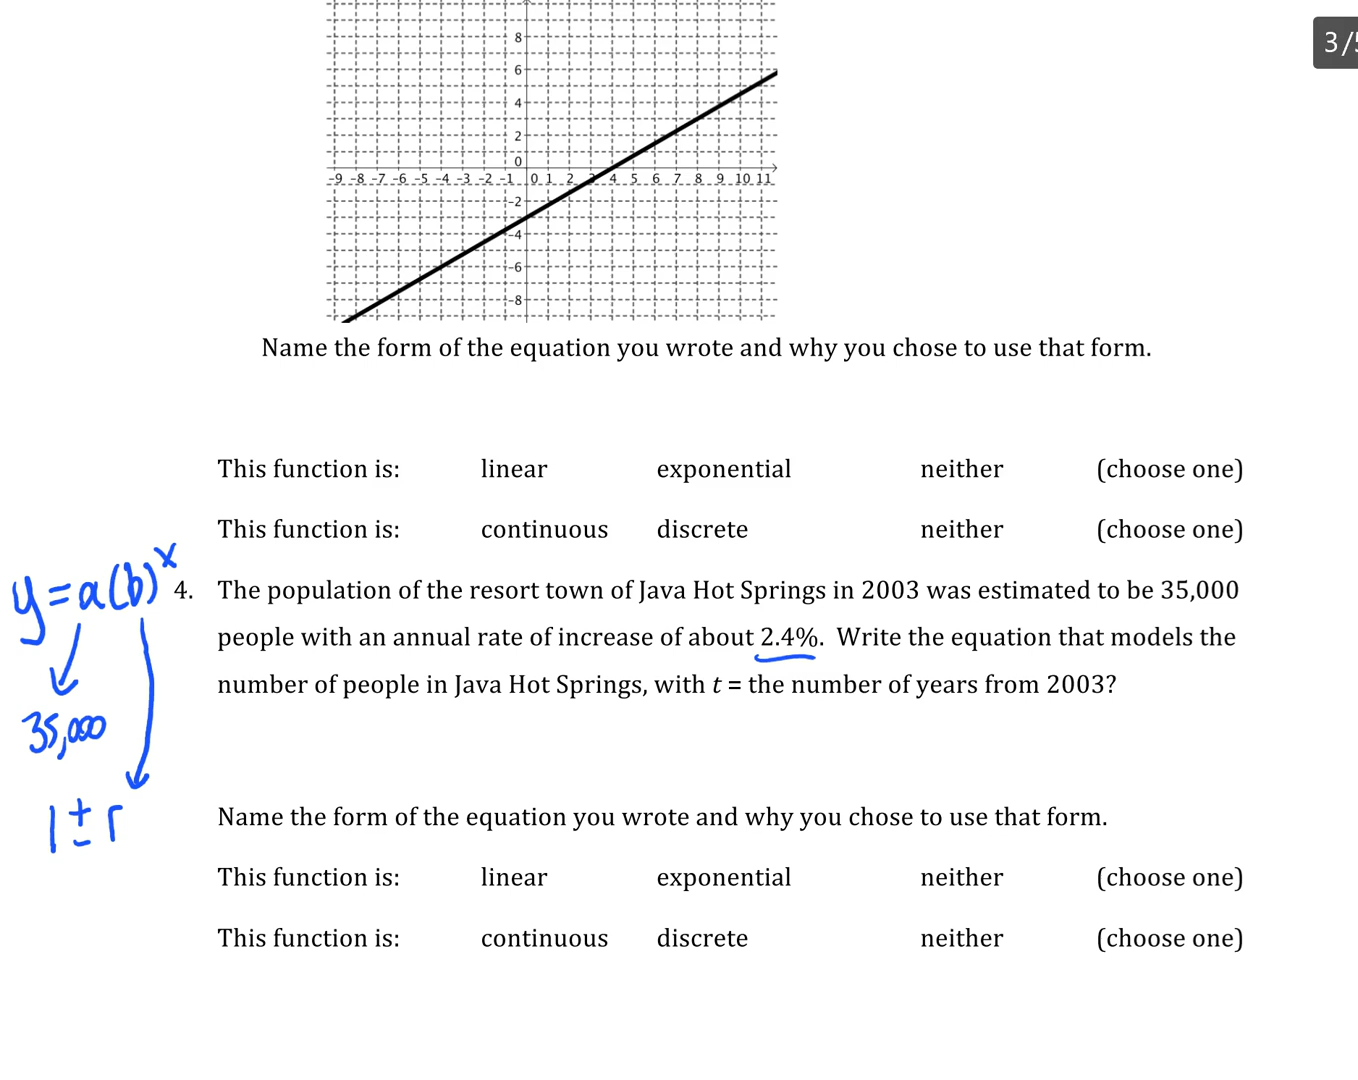 3/5
8
6
4
2
0
-9 -8 -7 -6 -5 -4 -3 -2 -1 0 1 2 3 4 5 6 7 8 9 10 11
-2
-4
-6
-8
Name the form of the equation you wrote and why you chose to use that form.
This function is: linear exponential neither (choose one)
This function is: continuous discrete neither (choose one)
y=a(b)^x
4. The population of the resort town of Java Hot Springs in 2003 was estimated to be 35,000
people with an annual rate of increase of about 2.4%. Write the equation that models the
number of people in Java Hot Springs, with t = the number of years from 2003?
35,000
1±r
Name the form of the equation you wrote and why you chose to use that form.
This function is: linear exponential neither (choose one)
This function is: continuous discrete neither (choose one)